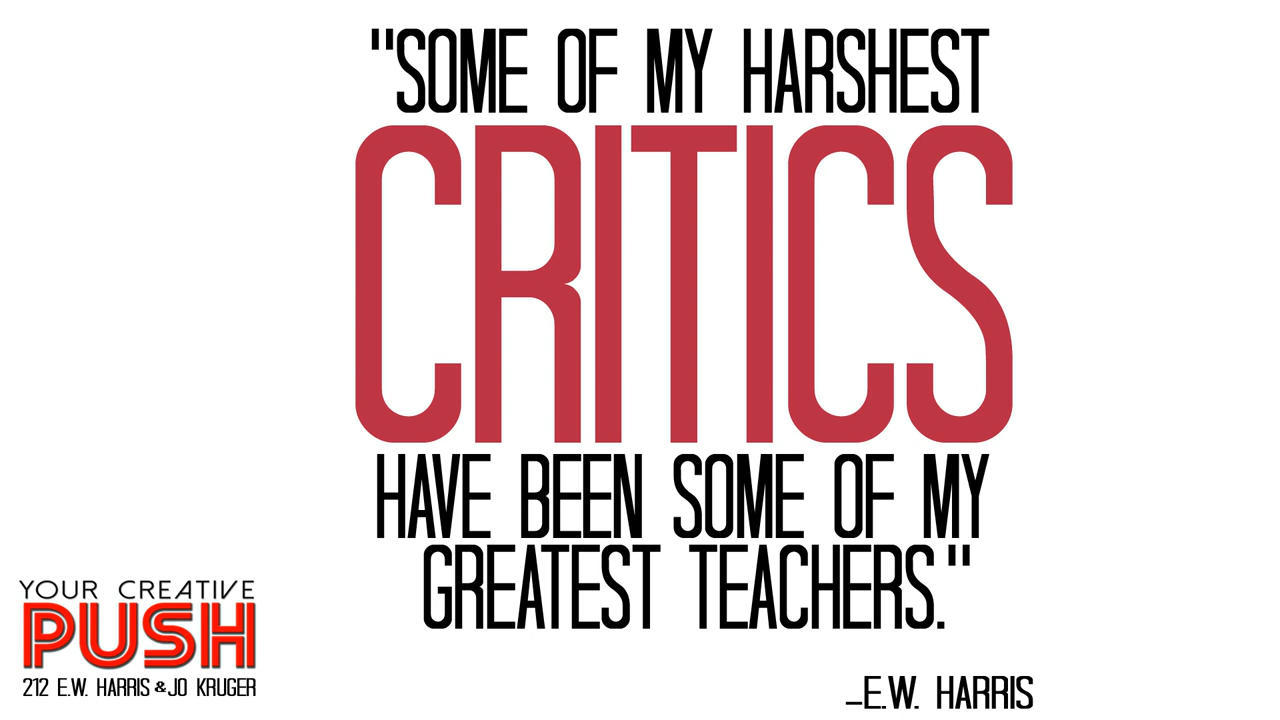 "SOME OF MY HARSHEST
CRITICS
HAVE BEEN SOME OF MY
GREATEST TEACHERS."
–E.W. HARRIS
YOUR CREATIVE
PUSH
212 E.W. HARRIS & JO KRUGER